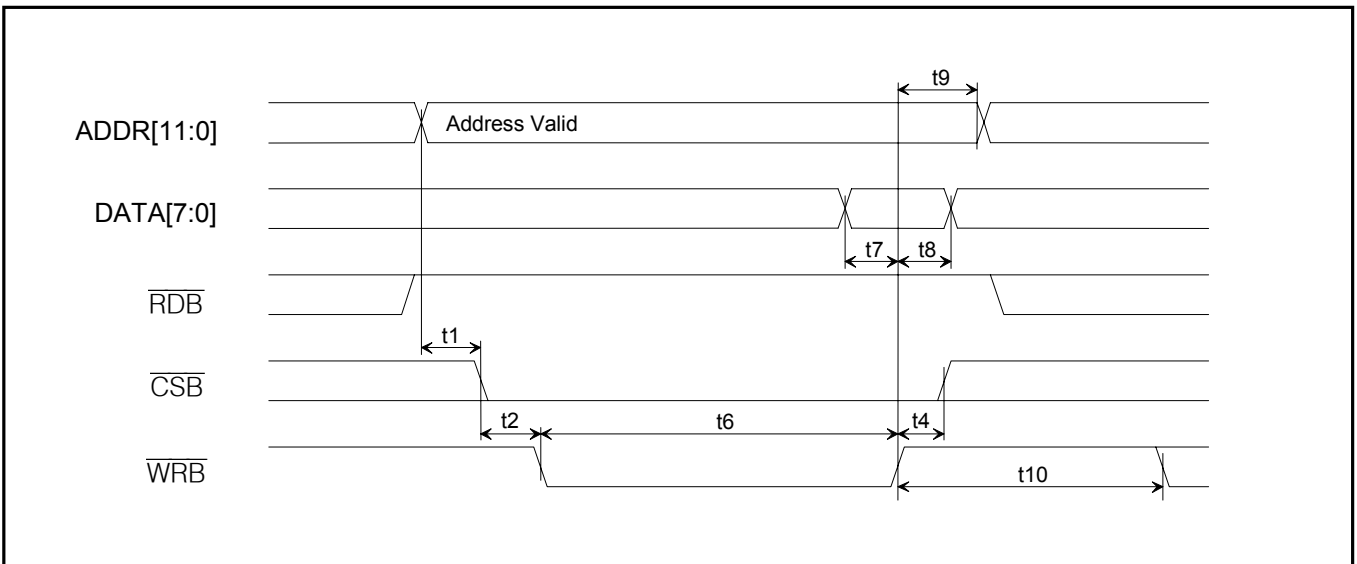 t9
ADDR[11:0]
Address Valid
DATA[7:0]
t7
t8
RDB
t1
CSB
t2
t6
t4
WRB
t10